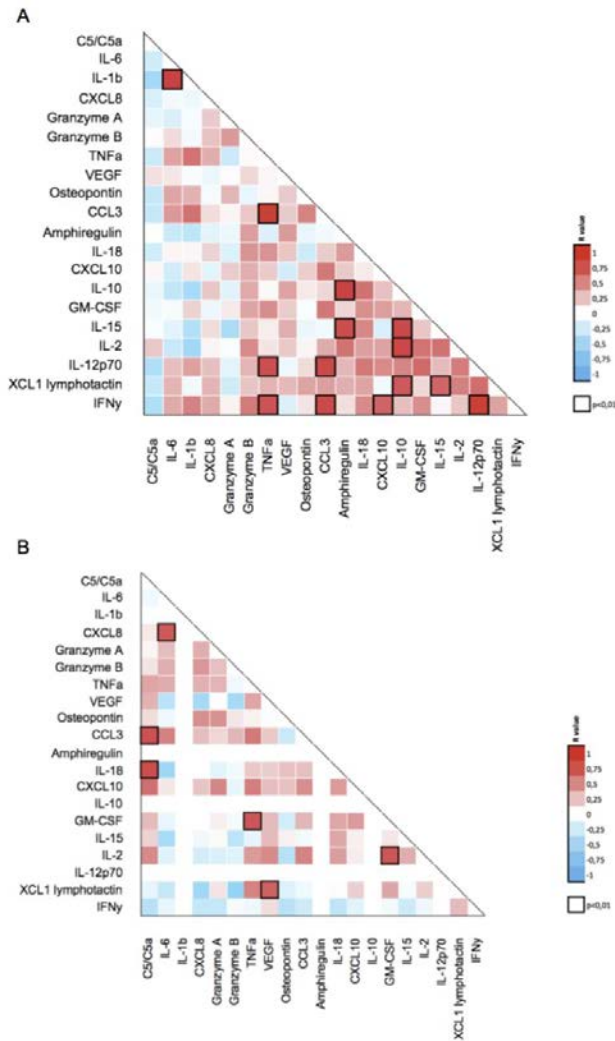 A
C5/C5a
IL-6
IL-1b
CXCL8
Granzyme A
Granzyme B
TNFa
VEGF
Osteopontin
CCL3
Amphiregulin
IL-18
CXCL10
IL-10
GM-CSF
IL-15
IL-2
IL-12p70
XCL1 lymphotactin
IFNy
C5/C5a
IL-6
IL-1b
CXCL8
Granzyme A
Granzyme B
TNFa
VEGF
Osteopontin
CCL3
Amphiregulin
IL-18
CXCL10
IL-10
GM-CSF
IL-15
IL-2
IL-12p70
XCL1 lymphotactin
IFNy
R value
1
0,75
0,5
0,25
0
-0,25
-0,5
-0,75
-1
p<0,01
B
C5/C5a
IL-6
IL-1b
CXCL8
Granzyme A
Granzyme B
TNFa
VEGF
Osteopontin
CCL3
Amphiregulin
IL-18
CXCL10
IL-10
GM-CSF
IL-15
IL-2
IL-12p70
XCL1 lymphotactin
IFNy
C5/C5a
IL-6
IL-1b
CXCL8
Granzyme A
Granzyme B
TNFa
VEGF
Osteopontin
CCL3
Amphiregulin
IL-18
CXCL10
IL-10
GM-CSF
IL-15
IL-2
IL-12p70
XCL1 lymphotactin
IFNy
R value
1
0,75
0,5
0,25
0
-0,25
-0,5
-0,75
-1
p<0,01